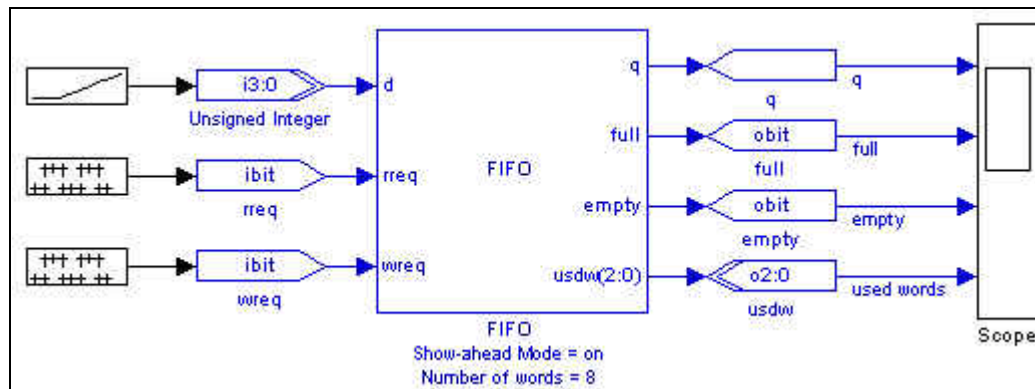 i3:0
Unsigned Integer
ibit
rreq
ibit
wreq
d
rreq
wreq
FIFO
q
full
empty
usdw(2:0)
FIFO
Show-ahead Mode = on
Number of words = 8
q
obit
full
obit
empty
o2:0
usdw
q
full
empty
used words
Scope